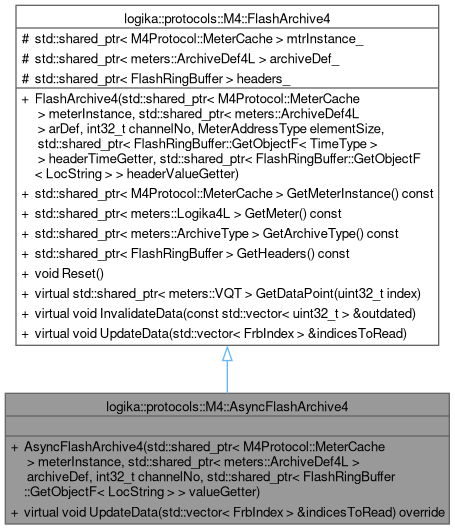 logika::protocols::M4::FlashArchive4
# std::shared_ptr< M4Protocol::MeterCache > mtrInstance_
# std::shared_ptr< meters::ArchiveDef4L > archiveDef_
# std::shared_ptr< FlashRingBuffer > headers_
+ FlashArchive4(std::shared_ptr< M4Protocol::MeterCache
> meterInstance, std::shared_ptr< meters::ArchiveDef4L
> arDef, int32_t channelNo, MeterAddressType elementSize,
std::shared_ptr< FlashRingBuffer::GetObjectF< TimeType >
> headerTimeGetter, std::shared_ptr< FlashRingBuffer::GetObjectF
< LocString > > headerValueGetter)
+ std::shared_ptr< M4Protocol::MeterCache > GetMeterInstance() const
+ std::shared_ptr< meters::Logika4L > GetMeter() const
+ std::shared_ptr< meters::ArchiveType > GetArchiveType() const
+ std::shared_ptr< FlashRingBuffer > GetHeaders() const
+ void Reset()
+ virtual std::shared_ptr< meters::VQT > GetDataPoint(uint32_t index)
+ virtual void InvalidateData(const std::vector< uint32_t > &outdated)
+ virtual void UpdateData(std::vector< FrbIndex > &indicesToRead)
logika::protocols::M4::AsyncFlashArchive4
+ AsyncFlashArchive4(std::shared_ptr< M4Protocol::MeterCache
> meterInstance, std::shared_ptr< meters::ArchiveDef4L >
archiveDef, int32_t channelNo, std::shared_ptr< FlashRingBuffer
::GetObjectF< LocString > > valueGetter)
+ virtual void UpdateData(std::vector< FrbIndex > &indicesToRead) override